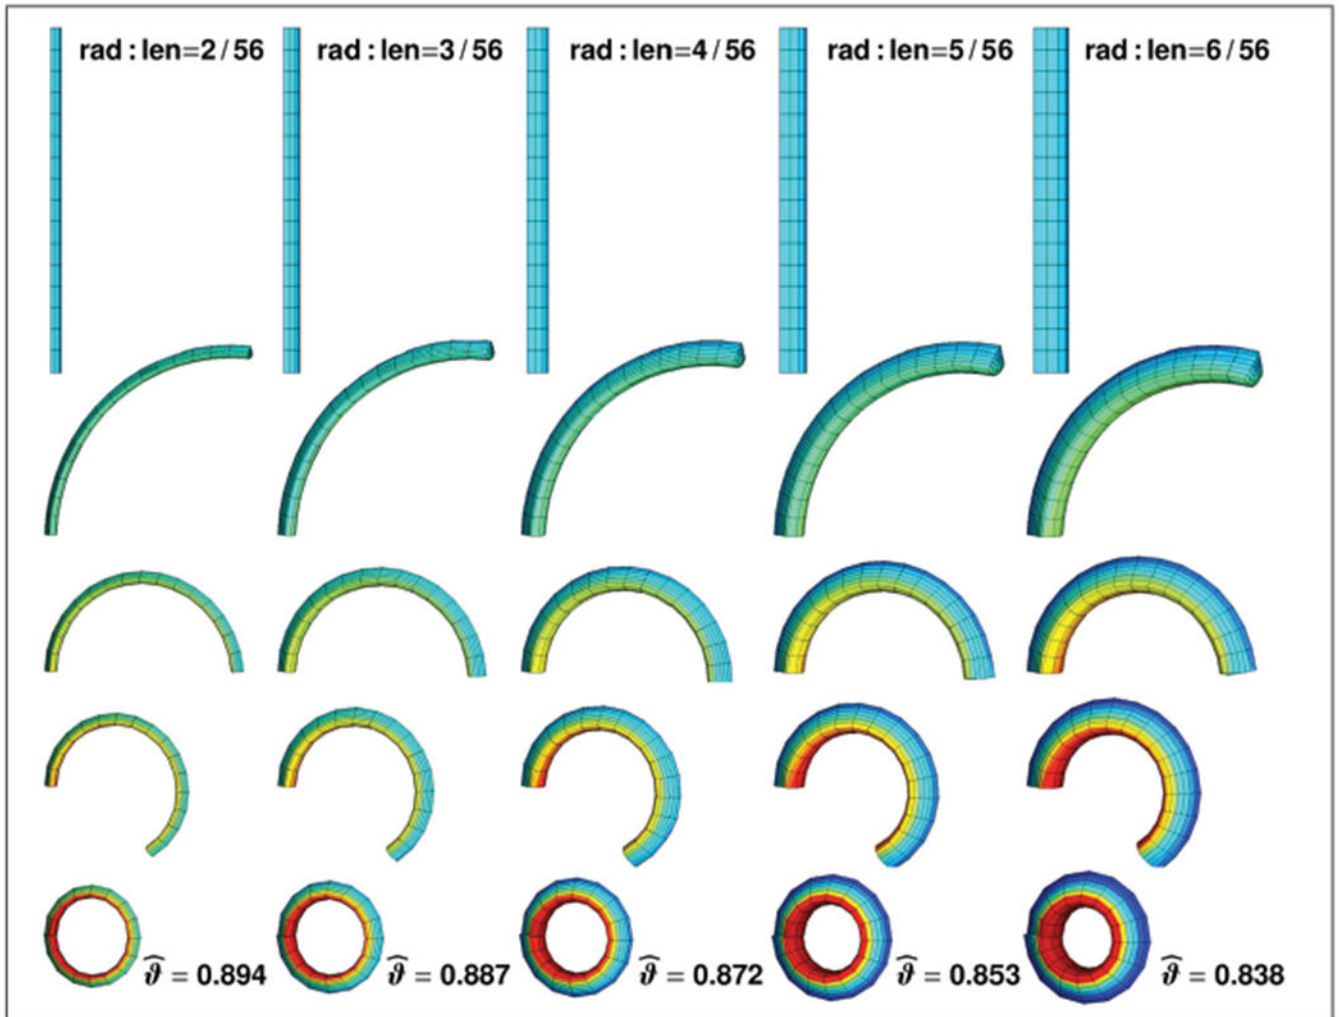 rad : len=2 / 56 rad : len=3 / 56 rad : len=4 / 56 rad : len=5 / 56 rad : len=6 / 56
ϑ̂ = 0.894 ϑ̂ = 0.887 ϑ̂ = 0.872 ϑ̂ = 0.853 ϑ̂ = 0.838